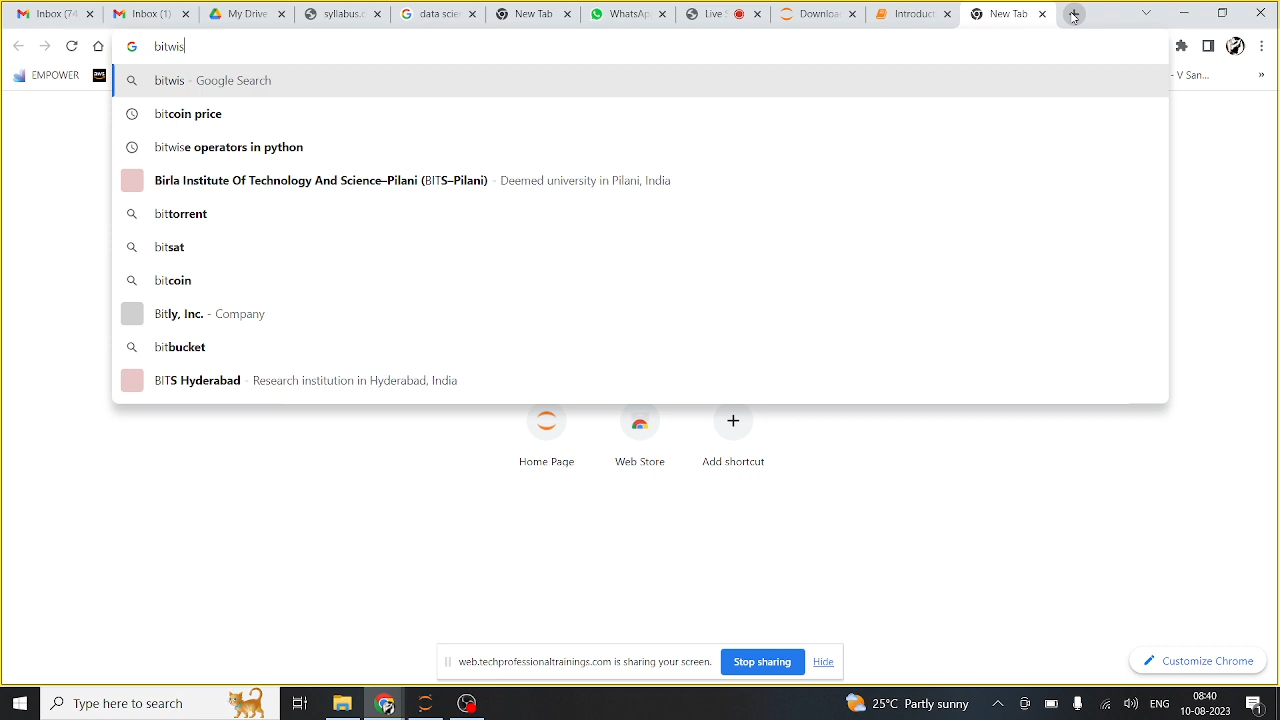 Inbox (74
Inbox (1)
My Drive
syllabus.c
data scie
New Tab
WhatsAp
Live S
Downloa
Introduct
New Tab
bitwis
EMPOWER
aws
- V San...
»
bitwis - Google Search
bitcoin price
bitwise operators in python
Birla Institute Of Technology And Science–Pilani (BITS–Pilani) - Deemed university in Pilani, India
bittorrent
bitsat
bitcoin
Bitly, Inc. - Company
bitbucket
BITS Hyderabad - Research institution in Hyderabad, India
Home Page
Web Store
Add shortcut
web.techprofessionaltrainings.com is sharing your screen.
Stop sharing
Hide
Customize Chrome
Type here to search
25°C Partly sunny
ENG
08:40
10-08-2023
1